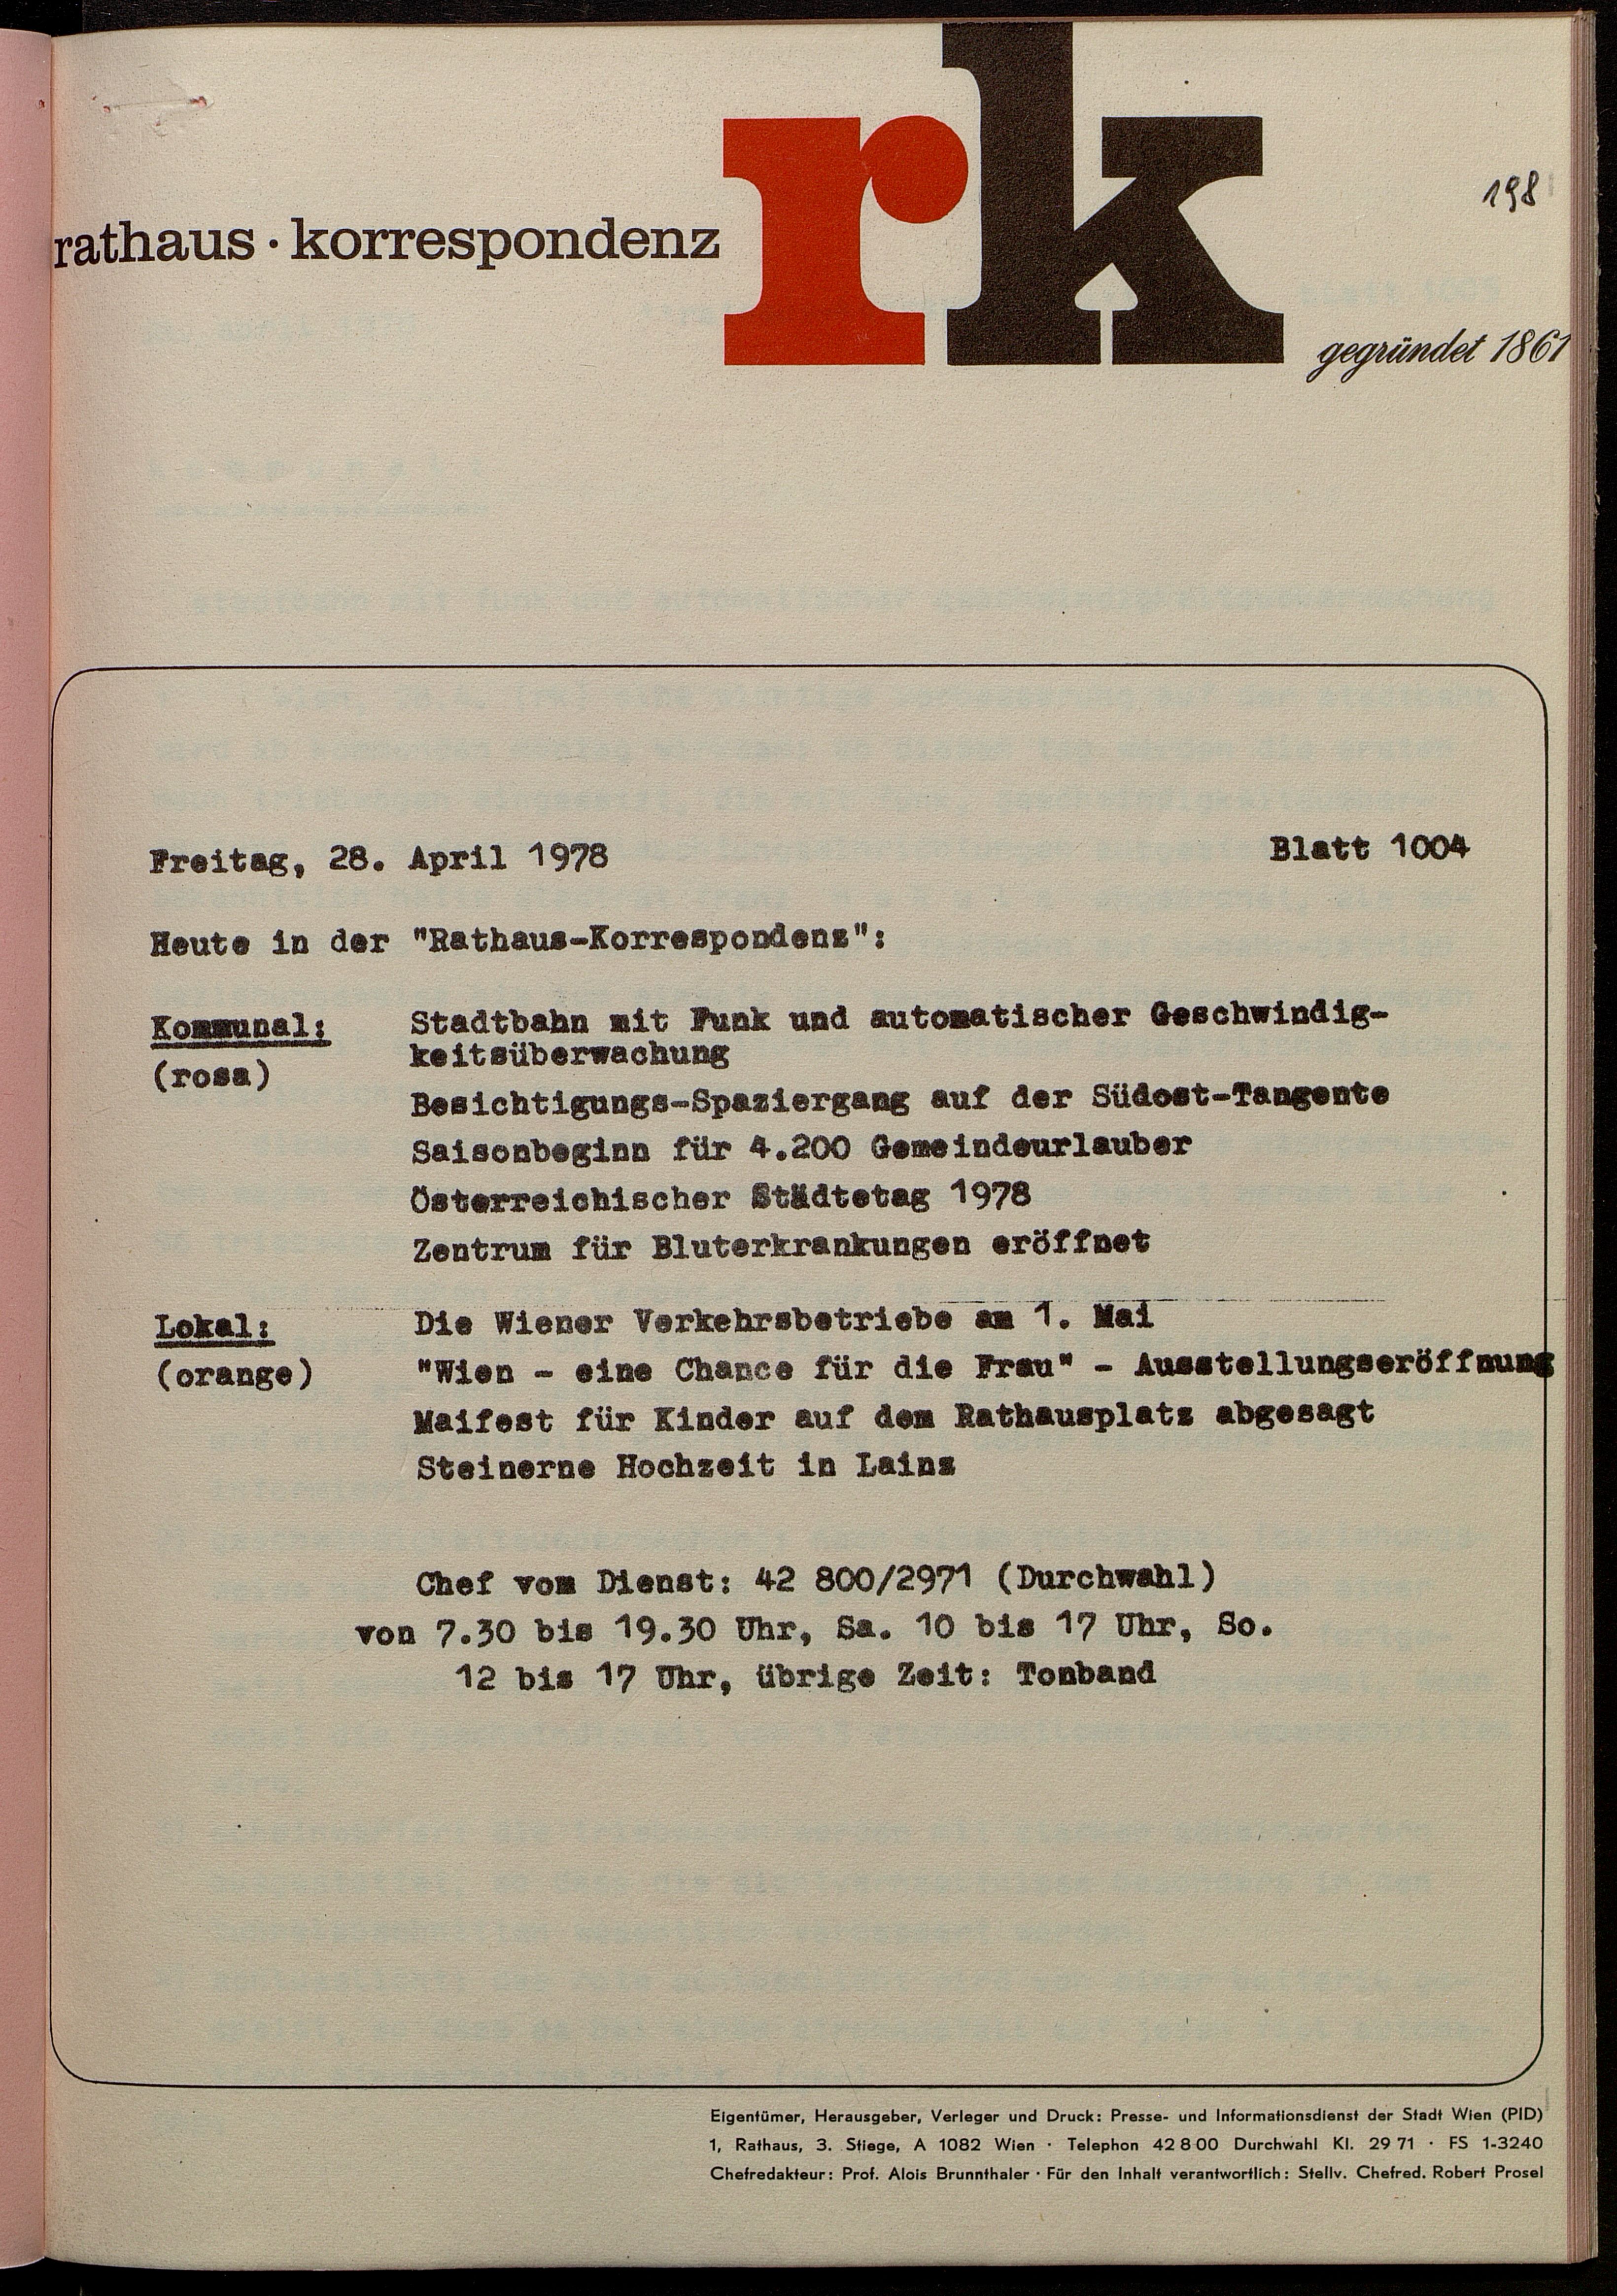 rk
198
rathaus · korrespondenz
gegründet 1861
Freitag, 28. April 1978 Blatt 1004
Heute in der "Rathaus-Korrespondenz":
Kommunal: Stadtbahn mit Funk und automatischer Geschwindig-
keitsüberwachung
(rosa)
Besichtigungs-Spaziergang auf der Südost-Tangente
Saisonbeginn für 4.200 Gemeindeurlauber
Österreichischer Städtetag 1978
Zentrum für Bluterkrankungen eröffnet
Lokal: Die Wiener Verkehrsbetriebe am 1. Mai
(orange) "Wien - eine Chance für die Frau" - Ausstellungseröffnung
Maifest für Kinder auf dem Rathausplatz abgesagt
Steinerne Hochzeit in Lainz
Chef vom Dienst: 42 800/2971 (Durchwahl)
von 7.30 bis 19.30 Uhr, Sa. 10 bis 17 Uhr, So.
12 bis 17 Uhr, übrige Zeit: Tonband
Eigentümer, Herausgeber, Verleger und Druck: Presse- und Informationsdienst der Stadt Wien (PID)
1, Rathaus, 3. Stiege, A 1082 Wien · Telephon 42 8 00 Durchwahl Kl. 29 71 · FS 1-3240
Chefredakteur: Prof. Alois Brunnthaler · Für den Inhalt verantwortlich: Stellv. Chefred. Robert Prosel